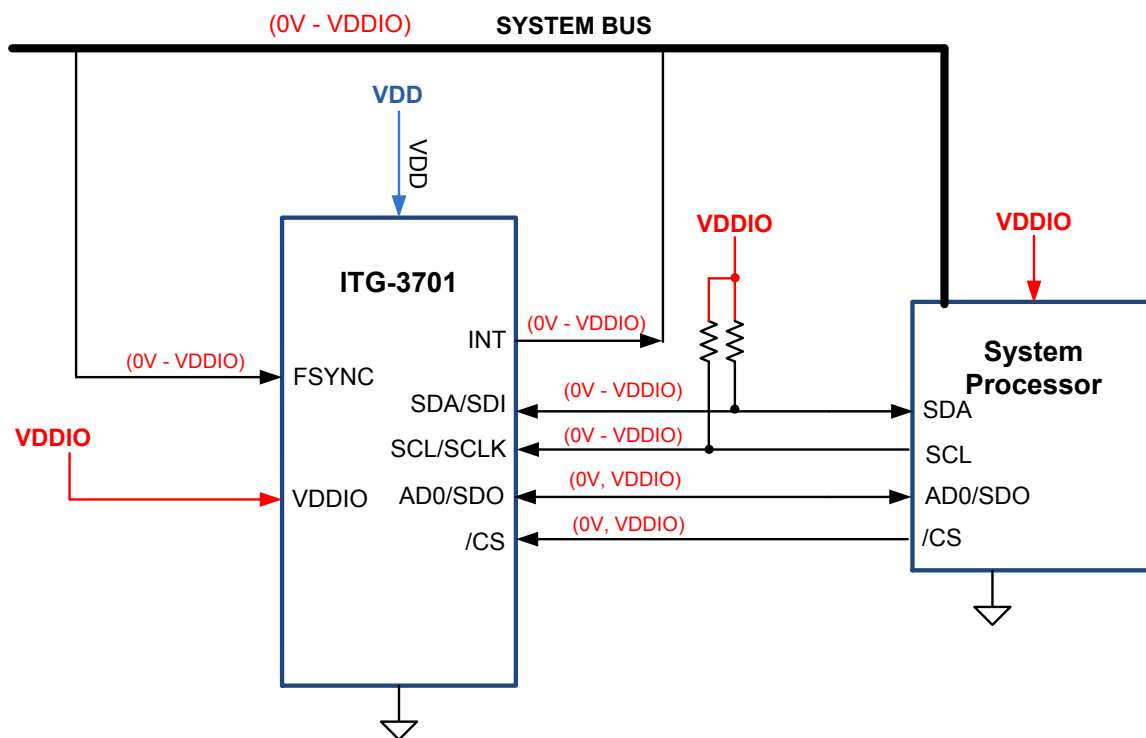 (0V - VDDIO) SYSTEM BUS
VDD
VDD
VDDIO
VDDIO
ITG-3701
INT
(0V - VDDIO)
System
Processor
(0V - VDDIO)
FSYNC
SDA/SDI
(0V - VDDIO)
SDA
VDDIO
SCL/SCLK
(0V - VDDIO)
SCL
VDDIO
AD0/SDO
(0V, VDDIO)
AD0/SDO
/CS
(0V, VDDIO)
/CS